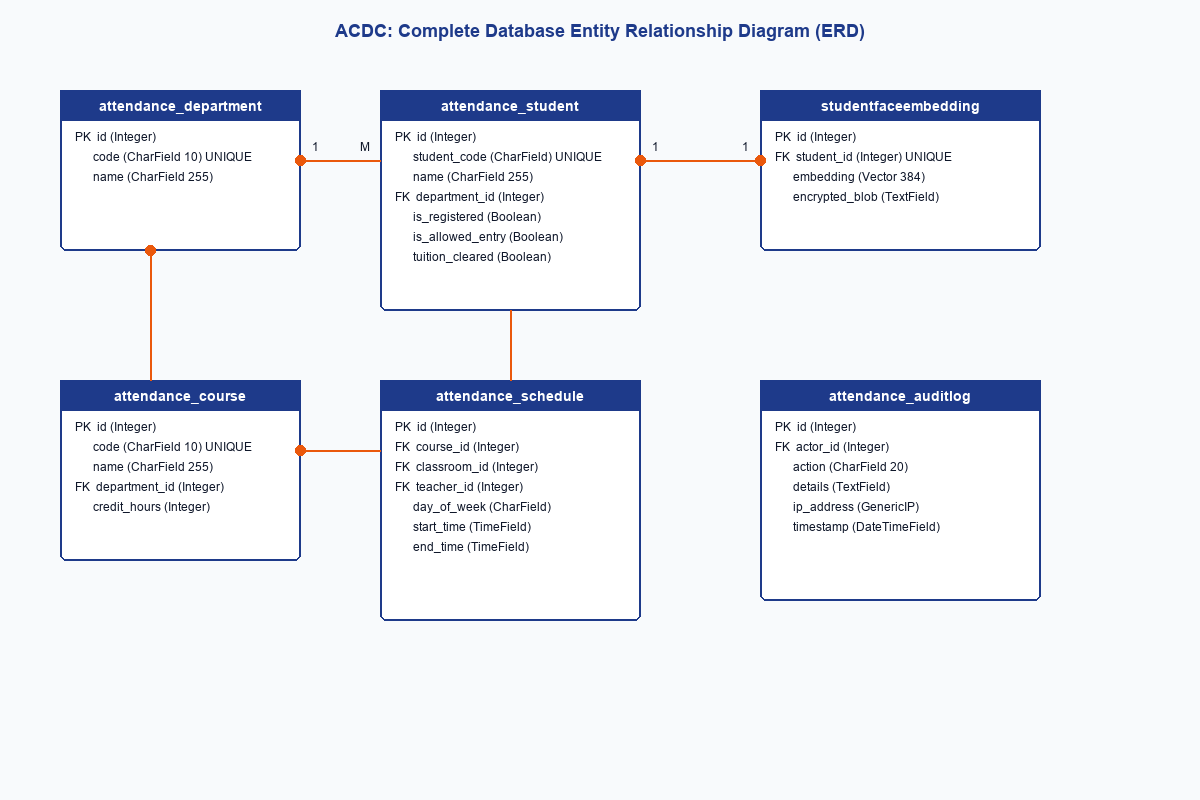 ACDC: Complete Database Entity Relationship Diagram (ERD)
attendance_department
PK id (Integer)
code (CharField 10) UNIQUE
name (CharField 255)
1
M
attendance_student
PK id (Integer)
student_code (CharField) UNIQUE
name (CharField 255)
FK department_id (Integer)
is_registered (Boolean)
is_allowed_entry (Boolean)
tuition_cleared (Boolean)
1
1
studentfaceembedding
PK id (Integer)
FK student_id (Integer) UNIQUE
embedding (Vector 384)
encrypted_blob (TextField)
attendance_course
PK id (Integer)
code (CharField 10) UNIQUE
name (CharField 255)
FK department_id (Integer)
credit_hours (Integer)
attendance_schedule
PK id (Integer)
FK course_id (Integer)
FK classroom_id (Integer)
FK teacher_id (Integer)
day_of_week (CharField)
start_time (TimeField)
end_time (TimeField)
attendance_auditlog
PK id (Integer)
FK actor_id (Integer)
action (CharField 20)
details (TextField)
ip_address (GenericIP)
timestamp (DateTimeField)